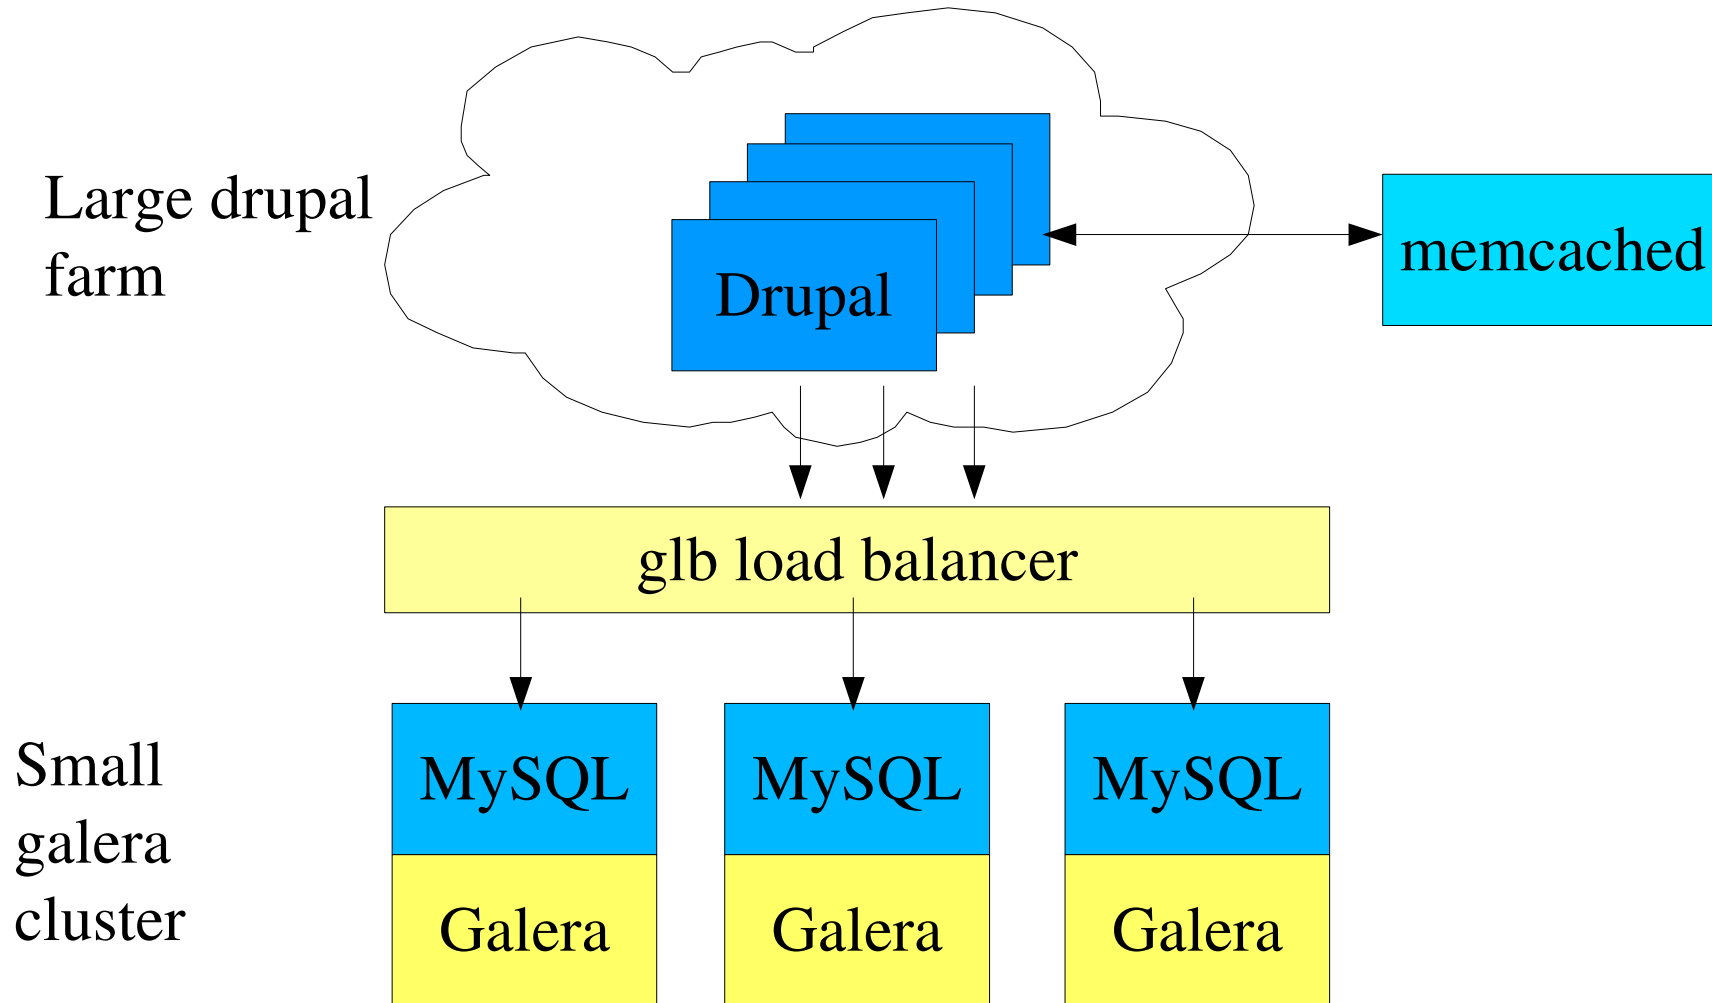 Large drupal
farm
Drupal
memcached
glb load balancer
Small
galera
cluster
MySQL
MySQL
MySQL
Galera
Galera
Galera